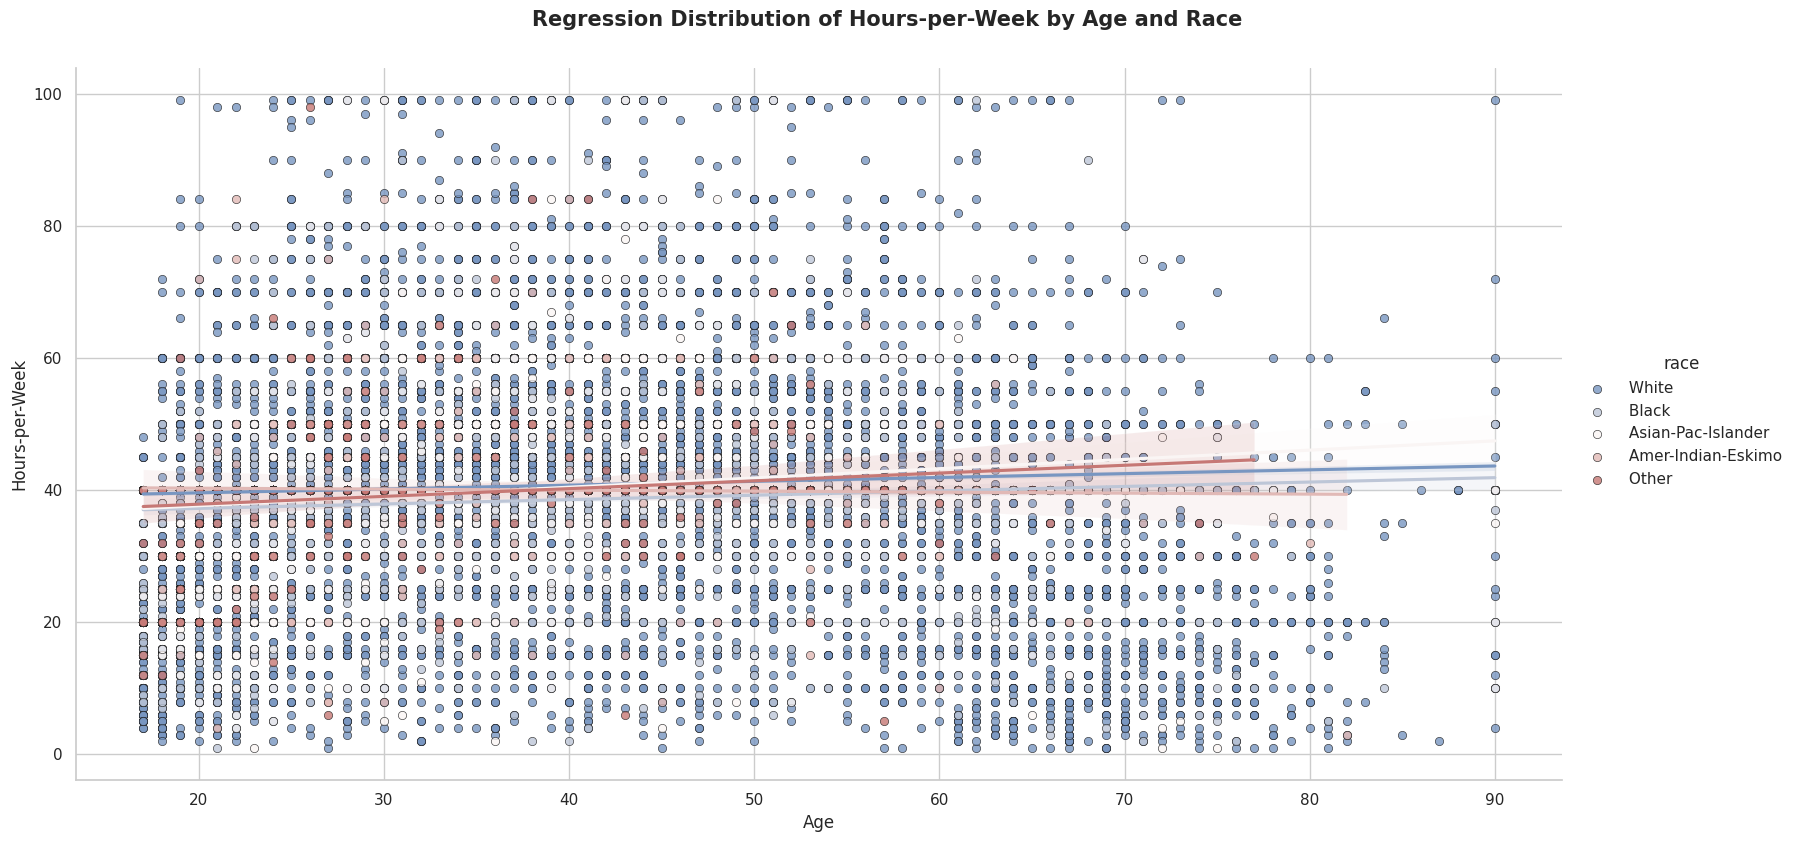 Regression Distribution of Hours-per-Week by Age and Race
100
80
60
40
20
0
Hours-per-Week
20 30 40 50 60 70 80 90
Age
race
White
Black
Asian-Pac-Islander
Amer-Indian-Eskimo
Other